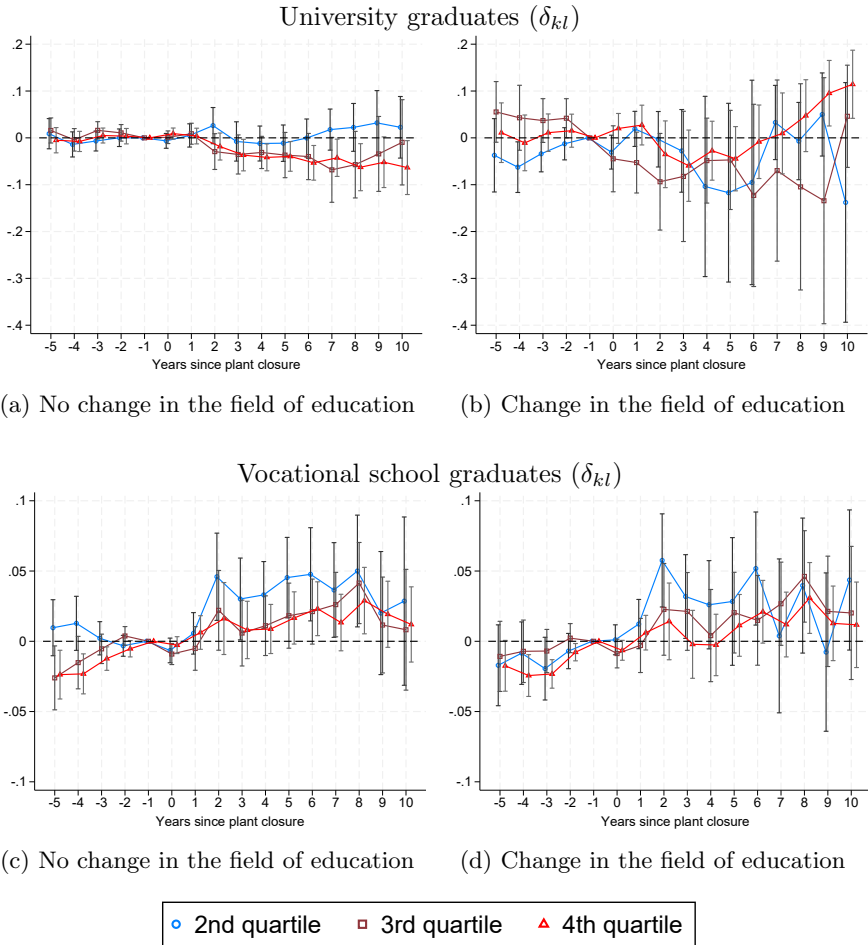 University graduates (δkl)
.2
.1
0
-.1
-.2
-.3
-.4
-5 -4 -3 -2 -1 0 1 2 3 4 5 6 7 8 9 10
Years since plant closure
(a) No change in the field of education
.2
.1
0
-.1
-.2
-.3
-.4
-5 -4 -3 -2 -1 0 1 2 3 4 5 6 7 8 9 10
Years since plant closure
(b) Change in the field of education
Vocational school graduates (δkl)
.1
.05
0
-.05
-.1
-5 -4 -3 -2 -1 0 1 2 3 4 5 6 7 8 9 10
Years since plant closure
(c) No change in the field of education
.1
.05
0
-.05
-.1
-5 -4 -3 -2 -1 0 1 2 3 4 5 6 7 8 9 10
Years since plant closure
(d) Change in the field of education
2nd quartile 3rd quartile 4th quartile